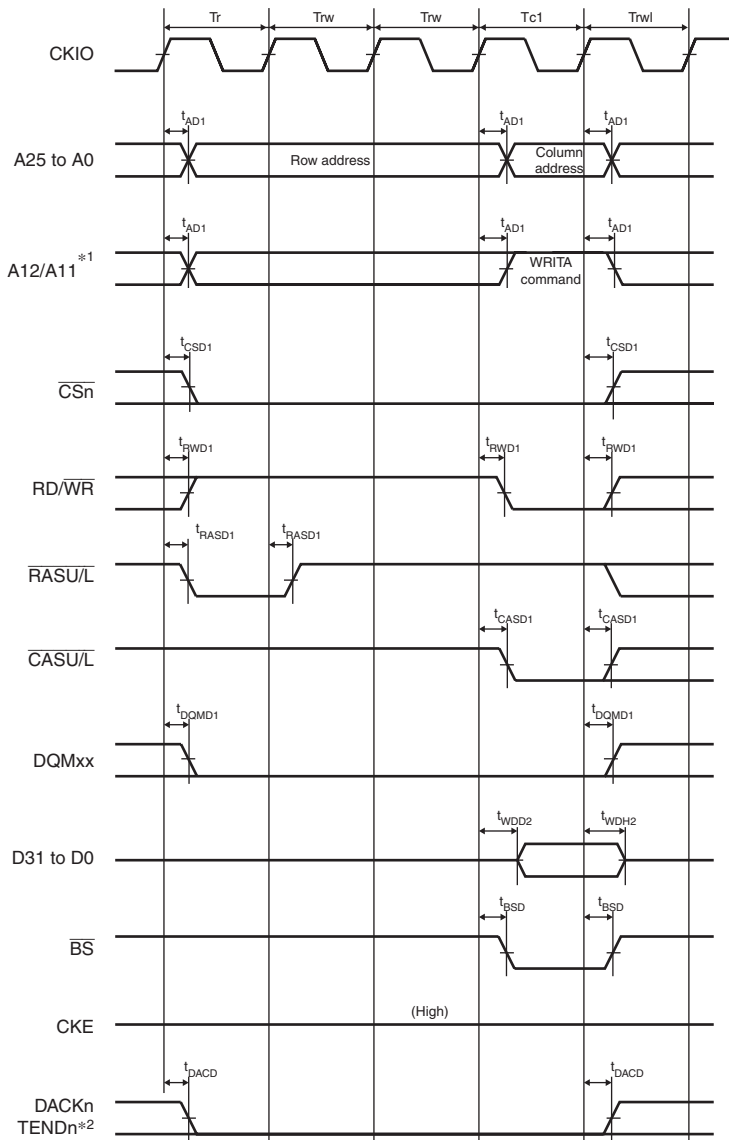 Tr Trw Trw Tc1 Trwl
CKIO
tAD1 tAD1 tAD1
A25 to A0 Row address Column address
tAD1 tAD1 tAD1
A12/A11*1 WRITA command
tCSD1 tCSD1
CSn
tRWD1 tRWD1 tRWD1
RD/WR
tRASD1 tRASD1
RASU/L
tCASD1 tCASD1
CASU/L
tDQMD1 tDQMD1
DQMxx
tWDD2 tWDH2
D31 to D0
tBSD tBSD
BS
(High)
CKE
tDACD tDACD
DACKn
TENDn*2